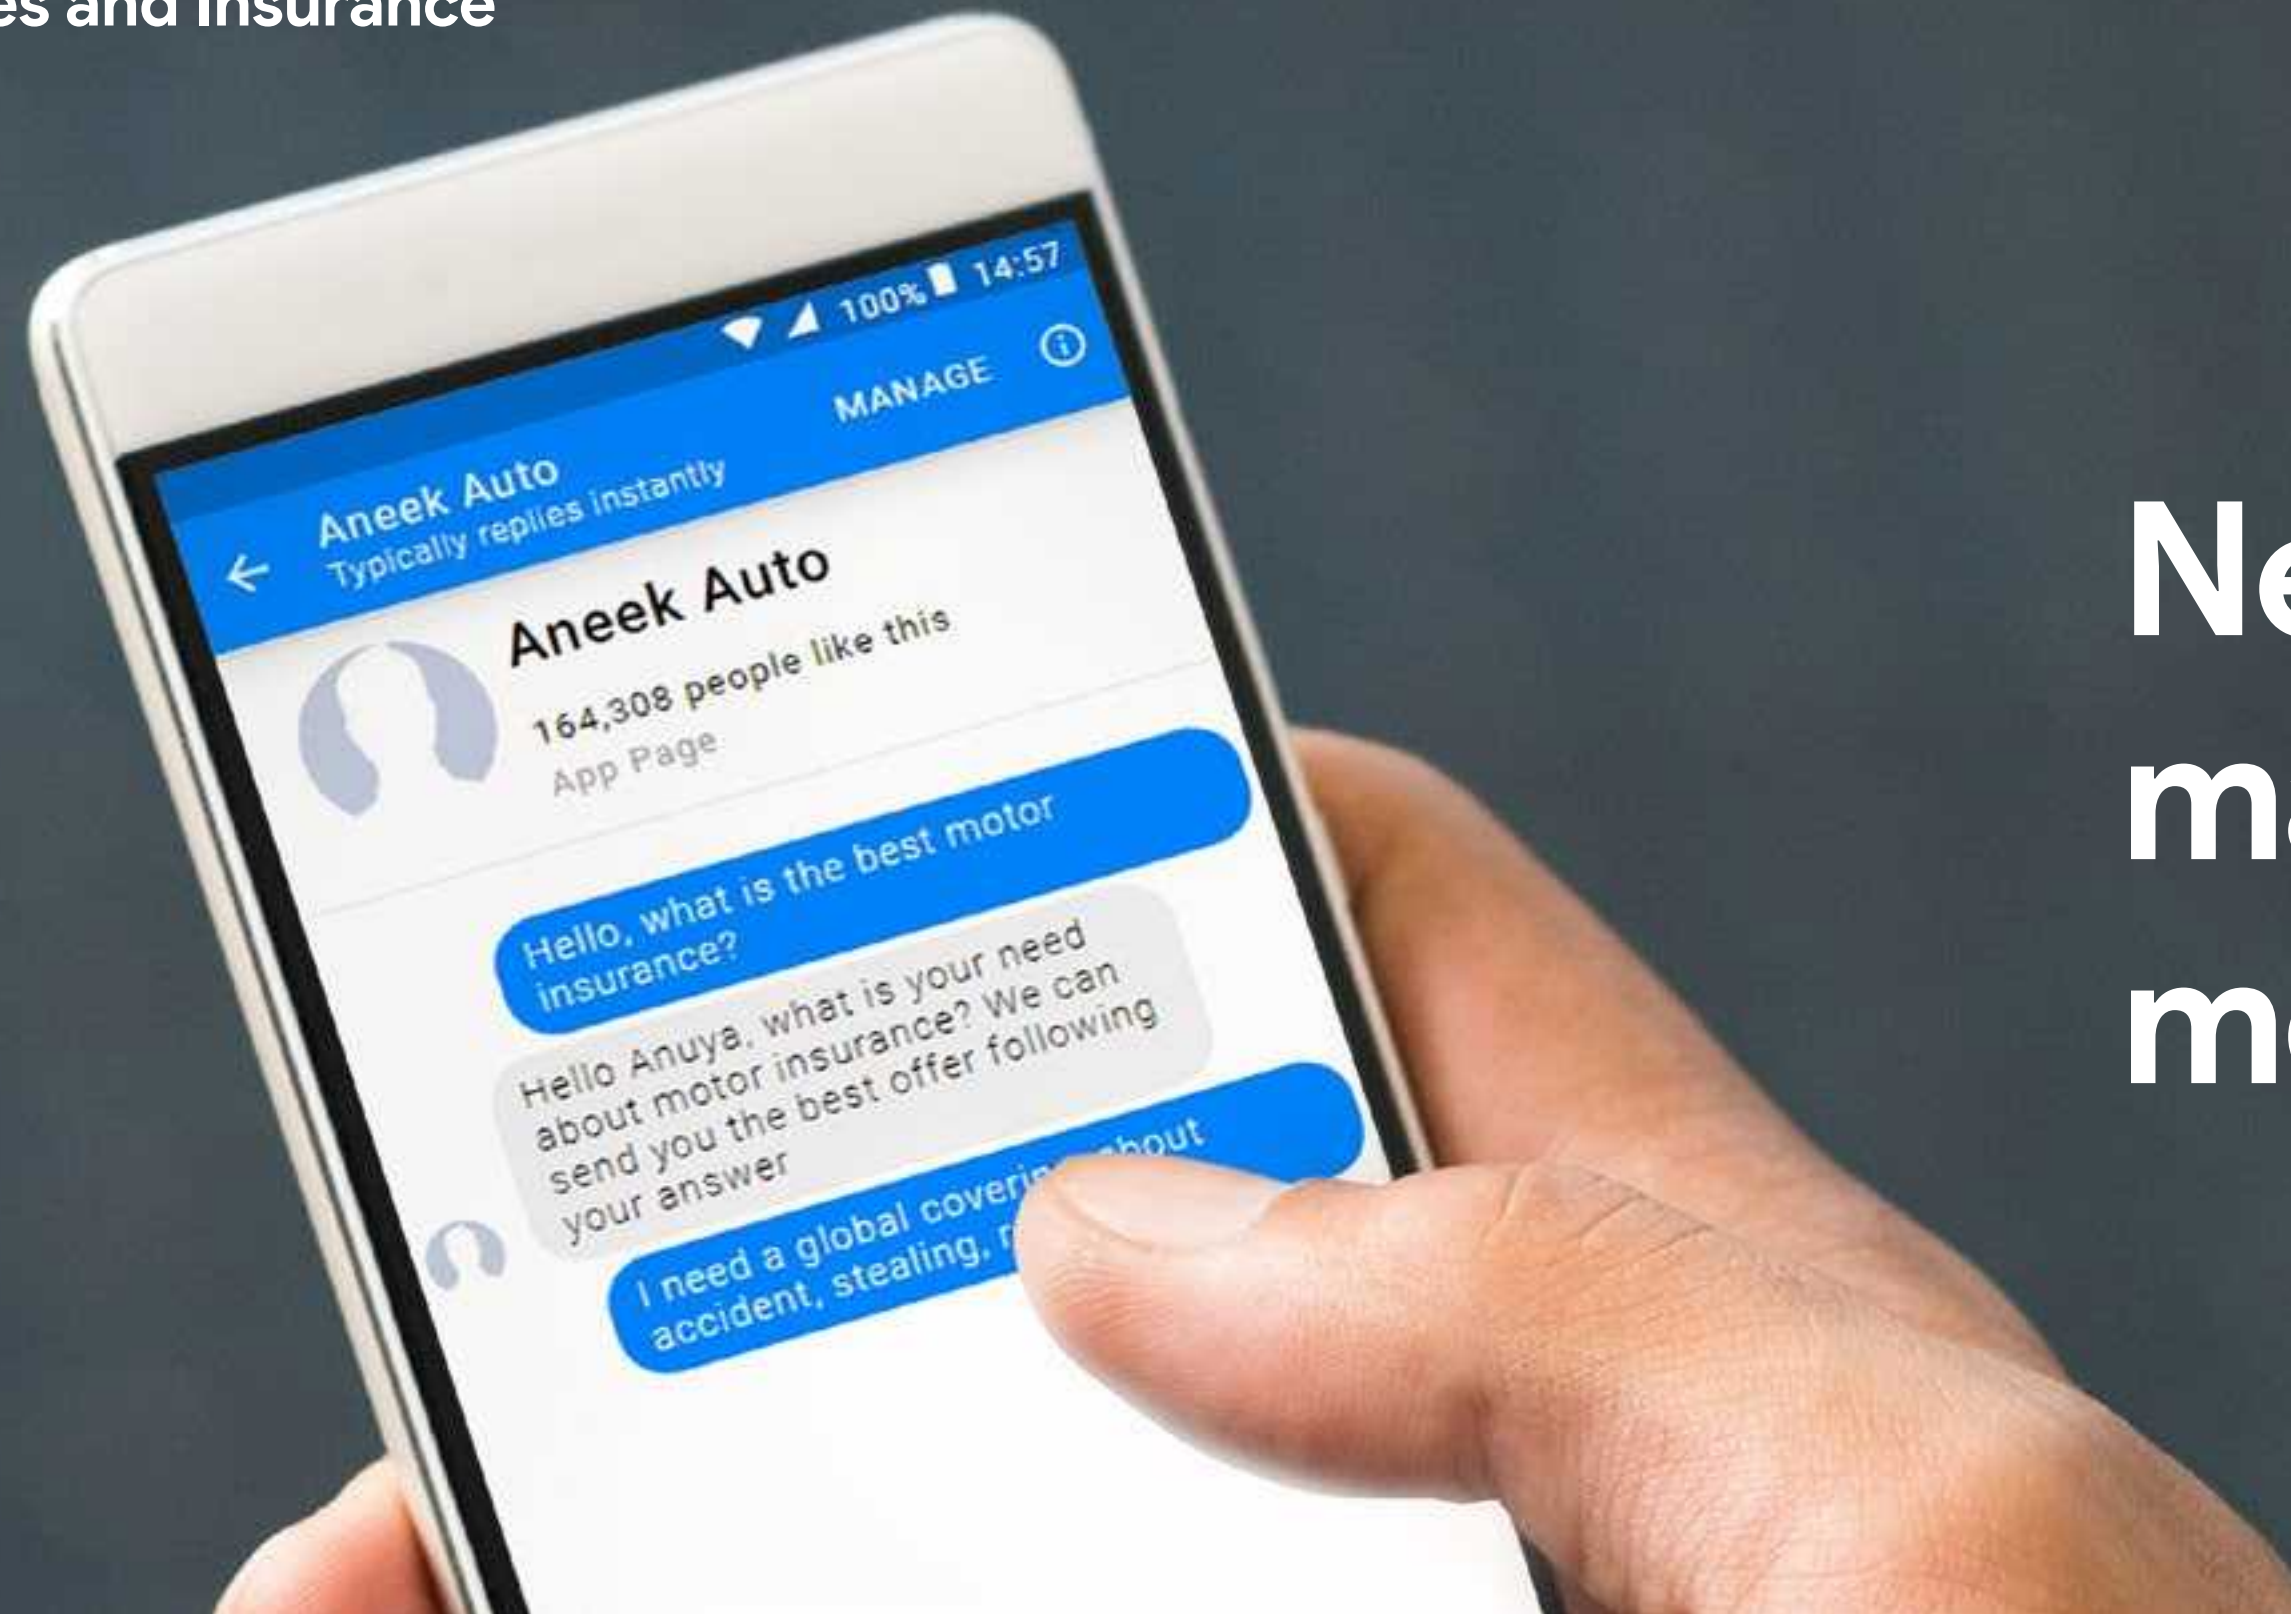 and Insurance
14:57
100%
MANAGE
Aneek Auto
Typically replies instantly
Aneek Auto
164,308 people like this
App Page
Hello, what is the best motor
insurance?
Hello Anuya, what is your need
about motor insurance? We can
send you the best offer following
your answer
I need a global about
accident, stealing,